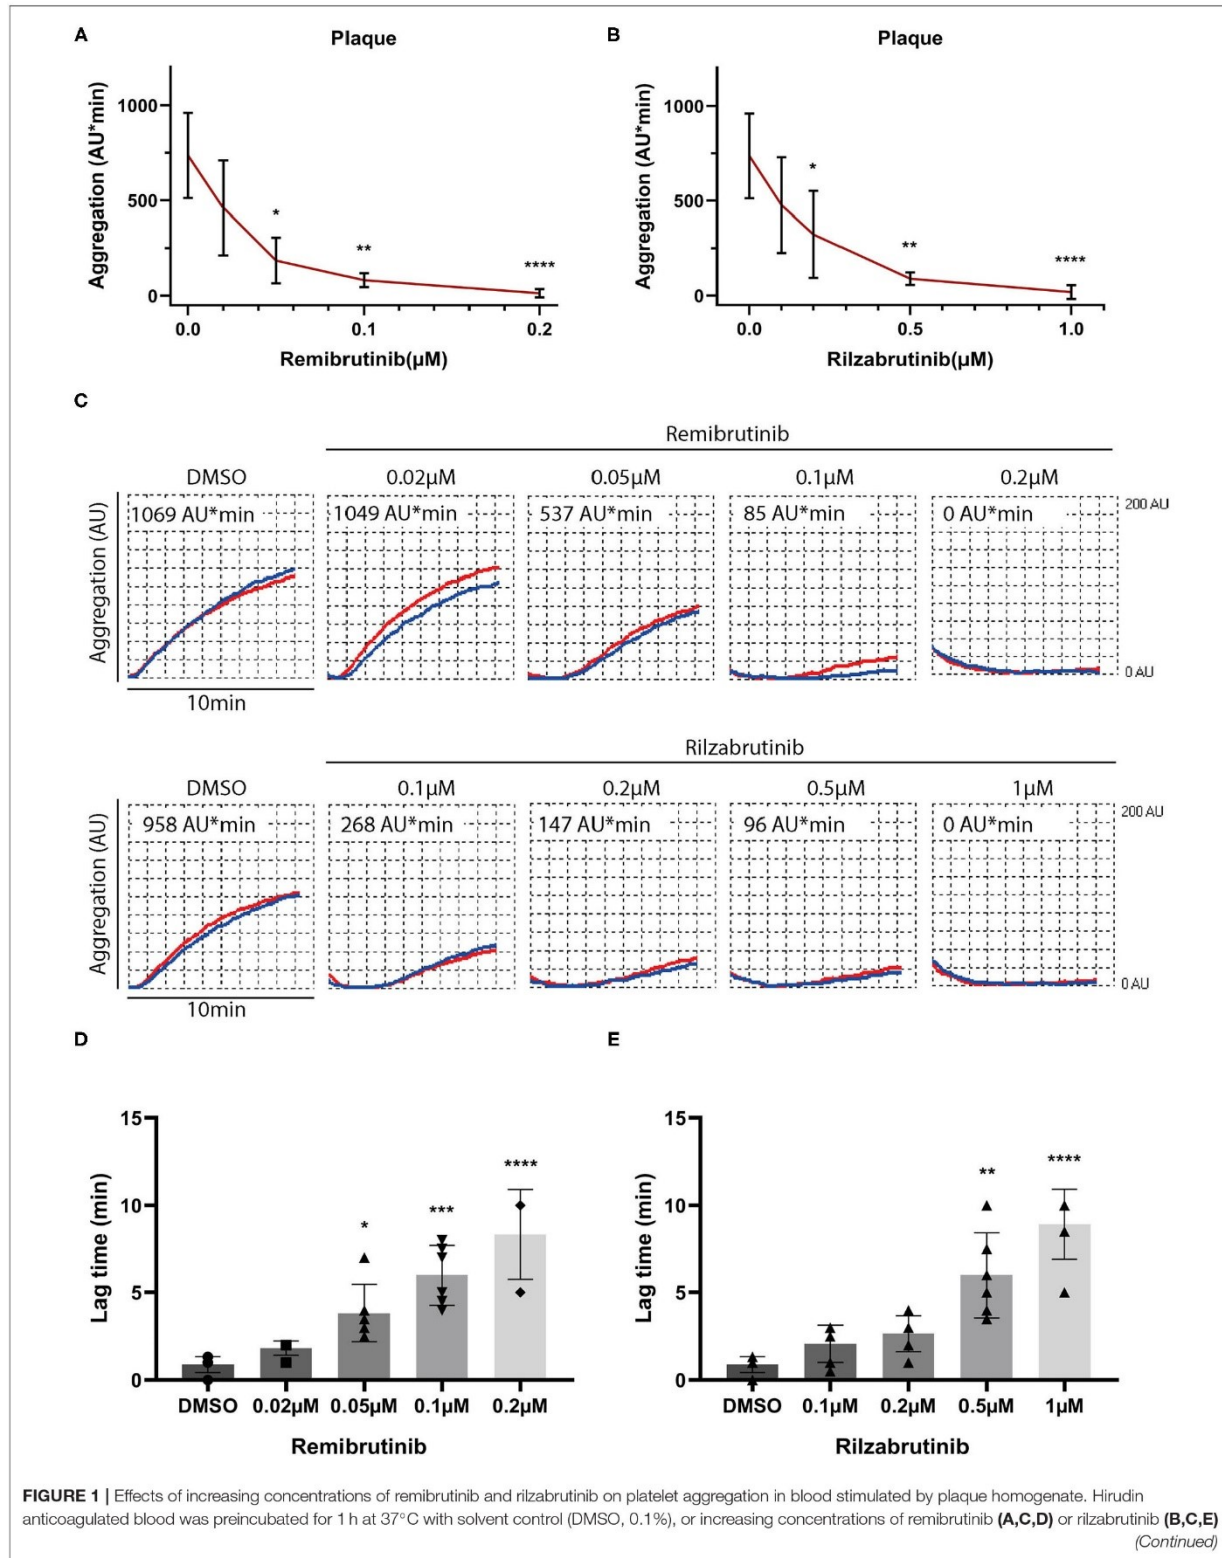 A
Plaque
Aggregation (AU*min)
1000
500
0
*
**
****
0.0
0.1
0.2
Remibrutinib(µM)
B
Plaque
Aggregation (AU*min)
1000
500
0
*
**
****
0.0
0.5
1.0
Rilzabrutinib(µM)
C
Remibrutinib
DMSO
0.02µM
0.05µM
0.1µM
0.2µM
Aggregation (AU)
1069 AU*min
1049 AU*min
537 AU*min
85 AU*min
0 AU*min
200 AU
0 AU
10min
Rilzabrutinib
DMSO
0.1µM
0.2µM
0.5µM
1µM
Aggregation (AU)
958 AU*min
268 AU*min
147 AU*min
96 AU*min
0 AU*min
200 AU
0 AU
10min
D
Lag time (min)
15
10
5
0
*
***
****
DMSO
0.02µM
0.05µM
0.1µM
0.2µM
Remibrutinib
E
Lag time (min)
15
10
5
0
**
****
DMSO
0.1µM
0.2µM
0.5µM
1µM
Rilzabrutinib
FIGURE 1 | Effects of increasing concentrations of remibrutinib and rilzabrutinib on platelet aggregation in blood stimulated by plaque homogenate. Hirudin
anticoagulated blood was preincubated for 1 h at 37°C with solvent control (DMSO, 0.1%), or increasing concentrations of remibrutinib (A,C,D) or rilzabrutinib (B,C,E)
(Continued)